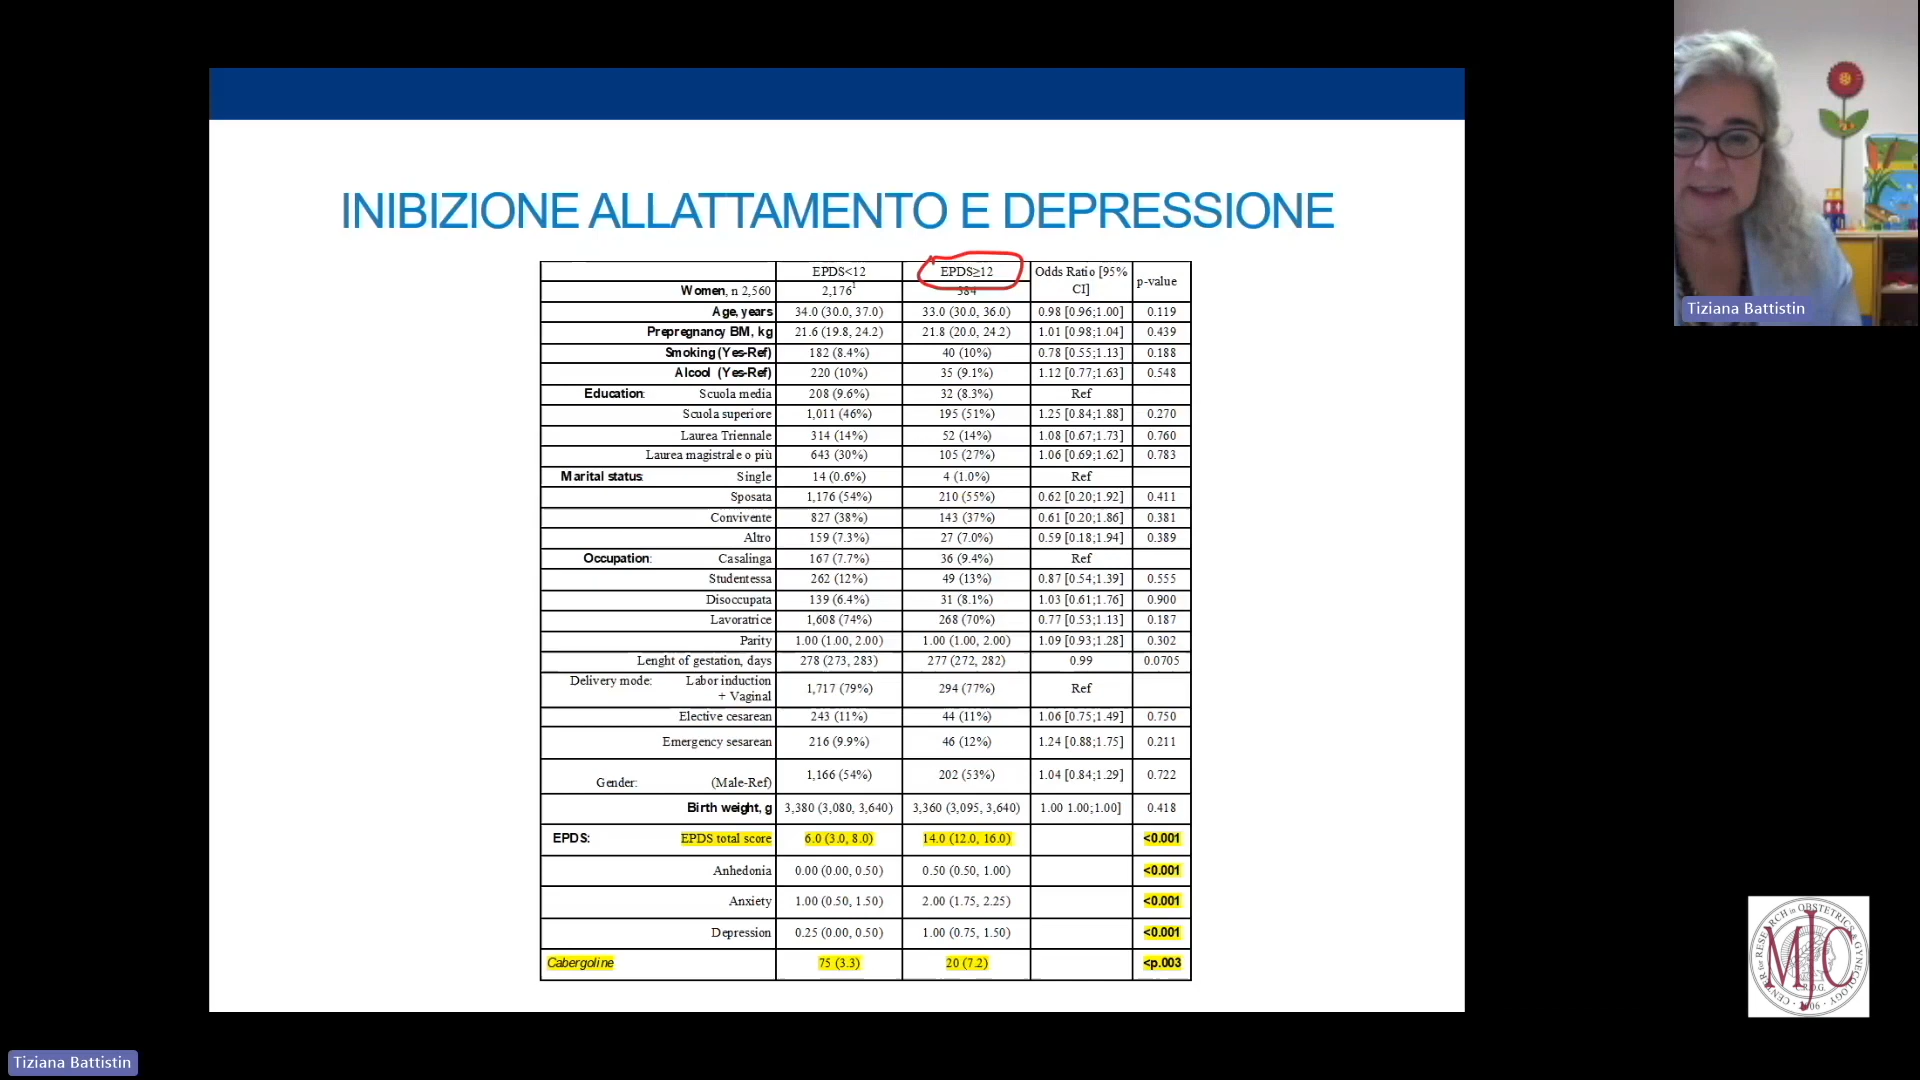 INIBIZIONE ALLATTAMENTO E DEPRESSIONE
EPDS<12 EPDS≥12 Odds Ratio [95% CI] p-value
Women, n 2,560 2,176¹ 384
Age, years 34.0 (30.0, 37.0) 33.0 (30.0, 36.0) 0.98 [0.96;1.00] 0.119
Prepregnancy BM, kg 21.6 (19.8, 24.2) 21.8 (20.0, 24.2) 1.01 [0.98;1.04] 0.439
Smoking (Yes-Ref) 182 (8.4%) 40 (10%) 0.78 [0.55;1.13] 0.188
Alcool (Yes-Ref) 220 (10%) 35 (9.1%) 1.12 [0.77;1.63] 0.548
Education: Scuola media 208 (9.6%) 32 (8.3%) Ref
Scuola superiore 1,011 (46%) 195 (51%) 1.25 [0.84;1.88] 0.270
Laurea Triennale 314 (14%) 52 (14%) 1.08 [0.67;1.73] 0.760
Laurea magistrale o più 643 (30%) 105 (27%) 1.06 [0.69;1.62] 0.783
Marital status: Single 14 (0.6%) 4 (1.0%) Ref
Sposata 1,176 (54%) 210 (55%) 0.62 [0.20;1.92] 0.411
Convivente 827 (38%) 143 (37%) 0.61 [0.20;1.86] 0.381
Altro 159 (7.3%) 27 (7.0%) 0.59 [0.18;1.94] 0.389
Occupation: Casalinga 167 (7.7%) 36 (9.4%) Ref
Studentessa 262 (12%) 49 (13%) 0.87 [0.54;1.39] 0.555
Disoccupata 139 (6.4%) 31 (8.1%) 1.03 [0.61;1.76] 0.900
Lavoratrice 1,608 (74%) 268 (70%) 0.77 [0.53;1.13] 0.187
Parity 1.00 (1.00, 2.00) 1.00 (1.00, 2.00) 1.09 [0.93;1.28] 0.302
Lenght of gestation, days 278 (273, 283) 277 (272, 282) 0.99 0.0705
Delivery mode: Labor induction + Vaginal 1,717 (79%) 294 (77%) Ref
Elective cesarean 243 (11%) 44 (11%) 1.06 [0.75;1.49] 0.750
Emergency sesarean 216 (9.9%) 46 (12%) 1.24 [0.88;1.75] 0.211
Gender: (Male-Ref) 1,166 (54%) 202 (53%) 1.04 [0.84;1.29] 0.722
Birth weight, g 3,380 (3,080, 3,640) 3,360 (3,095, 3,640) 1.00 1.00;1.00] 0.418
EPDS: EPDS total score 6.0 (3.0, 8.0) 14.0 (12.0, 16.0) <0.001
Anhedonia 0.00 (0.00, 0.50) 0.50 (0.50, 1.00) <0.001
Anxiety 1.00 (0.50, 1.50) 2.00 (1.75, 2.25) <0.001
Depression 0.25 (0.00, 0.50) 1.00 (0.75, 1.50) <0.001
Cabergoline 75 (3.3) 20 (7.2) <p.003
Tiziana Battistin
CENTER for RESEARCH in OBSTETRICS & GYNECOLOGY
MJC
Tiziana Battistin